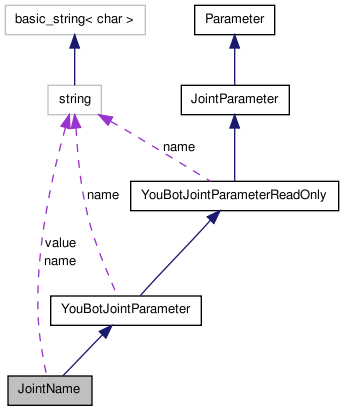 basic_string< char >
Parameter
string
JointParameter
name
YouBotJointParameterReadOnly
name
value
name
YouBotJointParameter
JointName